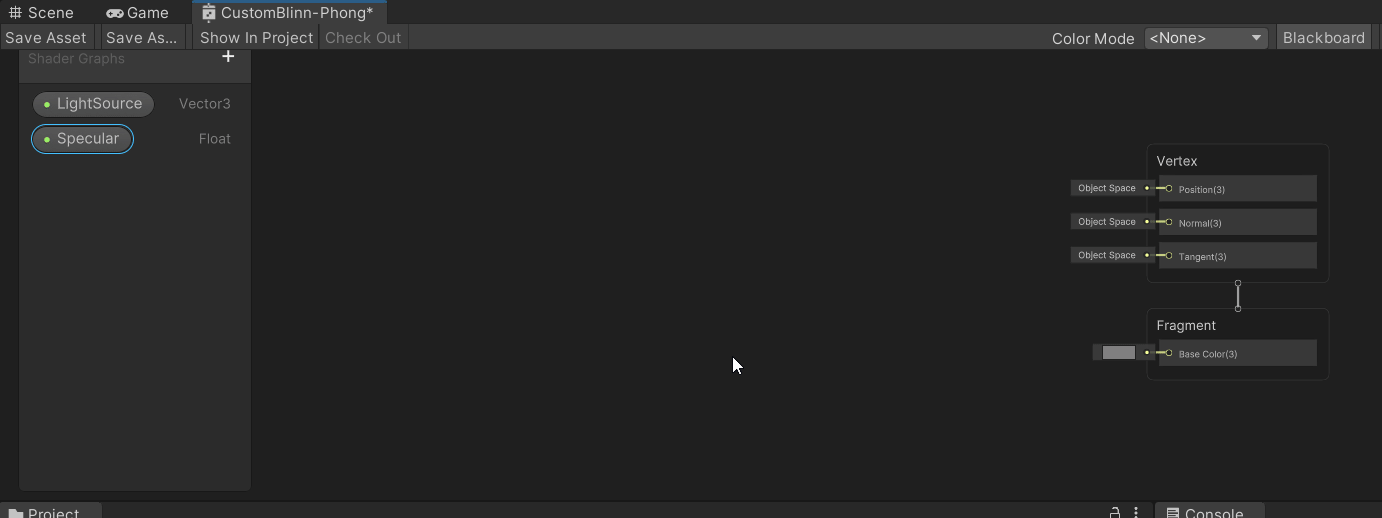 Scene Game CustomBlinn-Phong*
Save Asset Save As... Show In Project Check Out Color Mode <None> Blackboard
Shader Graphs +
LightSource Vector3
Specular Float
Vertex
Object Space Position(3)
Object Space Normal(3)
Object Space Tangent(3)
Fragment
Base Color(3)
Project Console